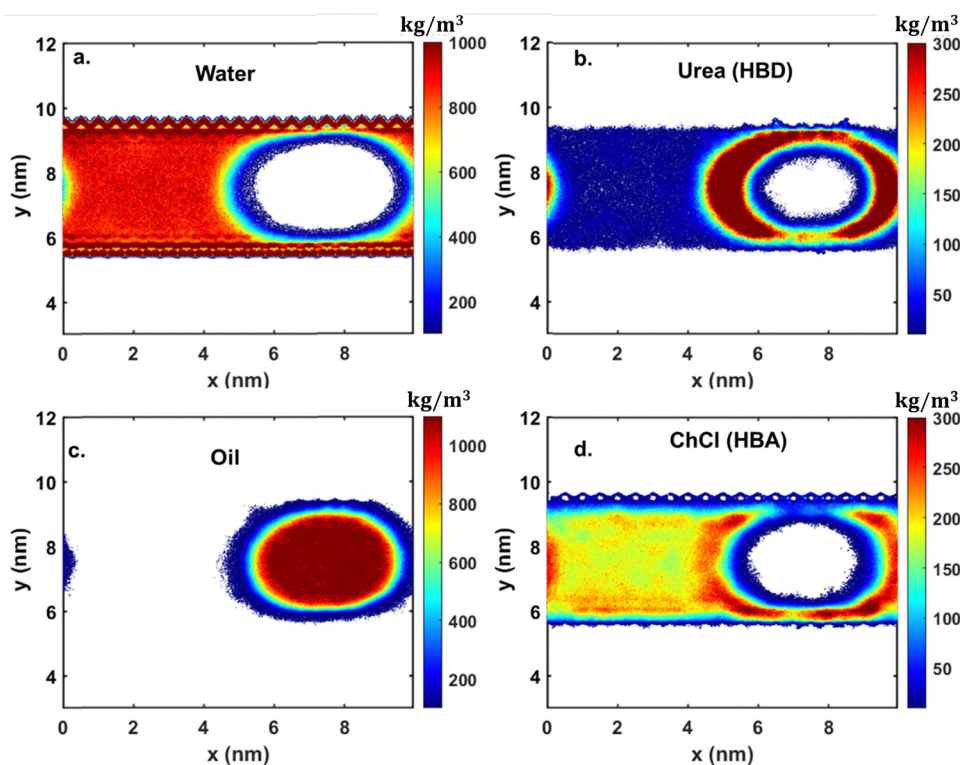 kg/m³
kg/m³
a.
Water
b.
Urea (HBD)
12
10
8
6
4
y (nm)
0 2 4 6 8
x (nm)
1000
800
600
400
200
12
10
8
6
4
y (nm)
0 2 4 6 8
x (nm)
300
250
200
150
100
50
kg/m³
kg/m³
c.
Oil
d.
ChCl (HBA)
12
10
8
6
4
y (nm)
0 2 4 6 8
x (nm)
1000
800
600
400
200
12
10
8
6
4
y (nm)
0 2 4 6 8
x (nm)
300
250
200
150
100
50